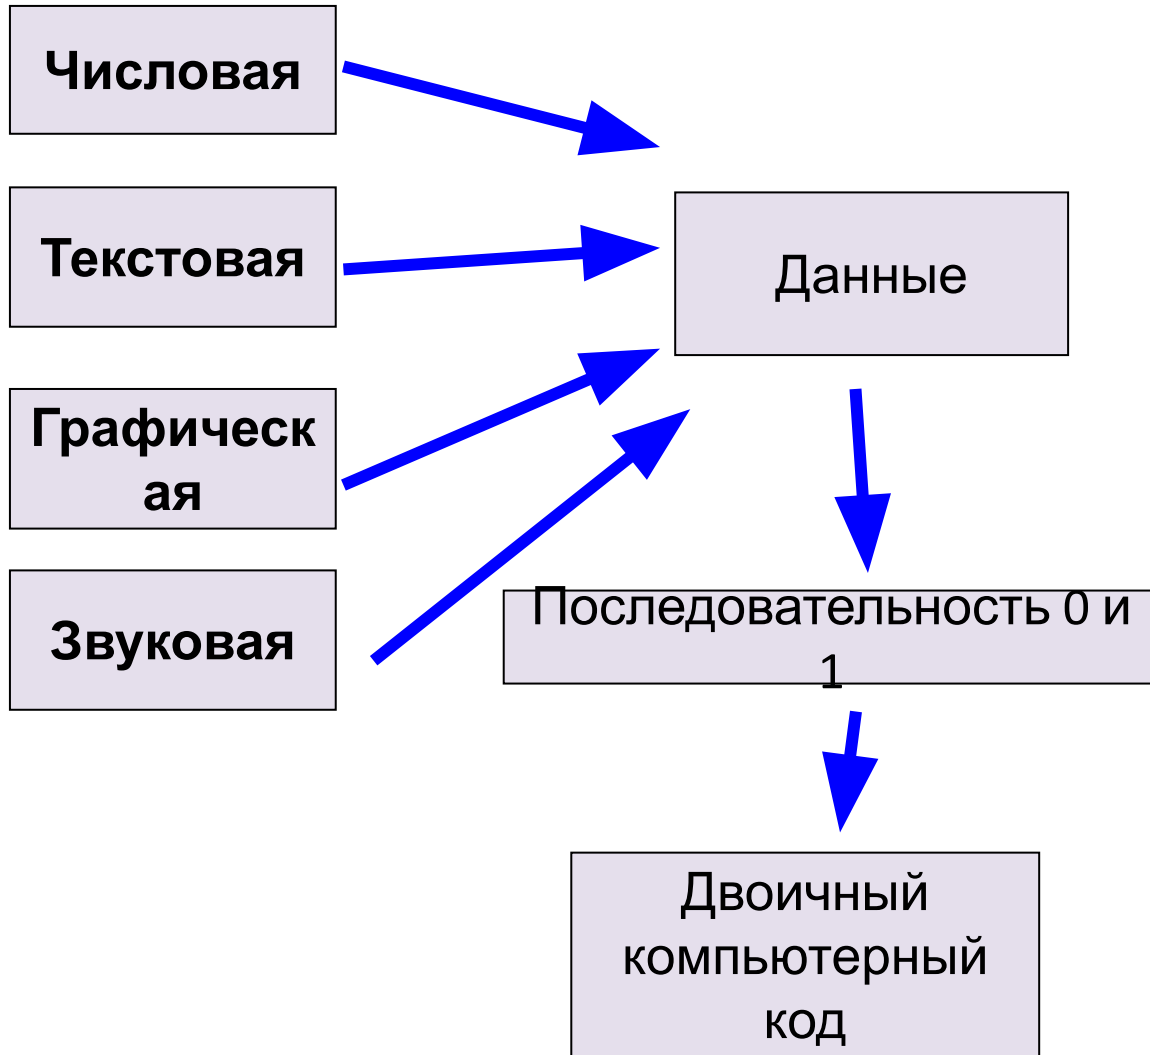 Числовая
Текстовая
Данные
Графическ
ая
Звуковая
Последовательность 0 и
1
Двоичный
компьютерный
код